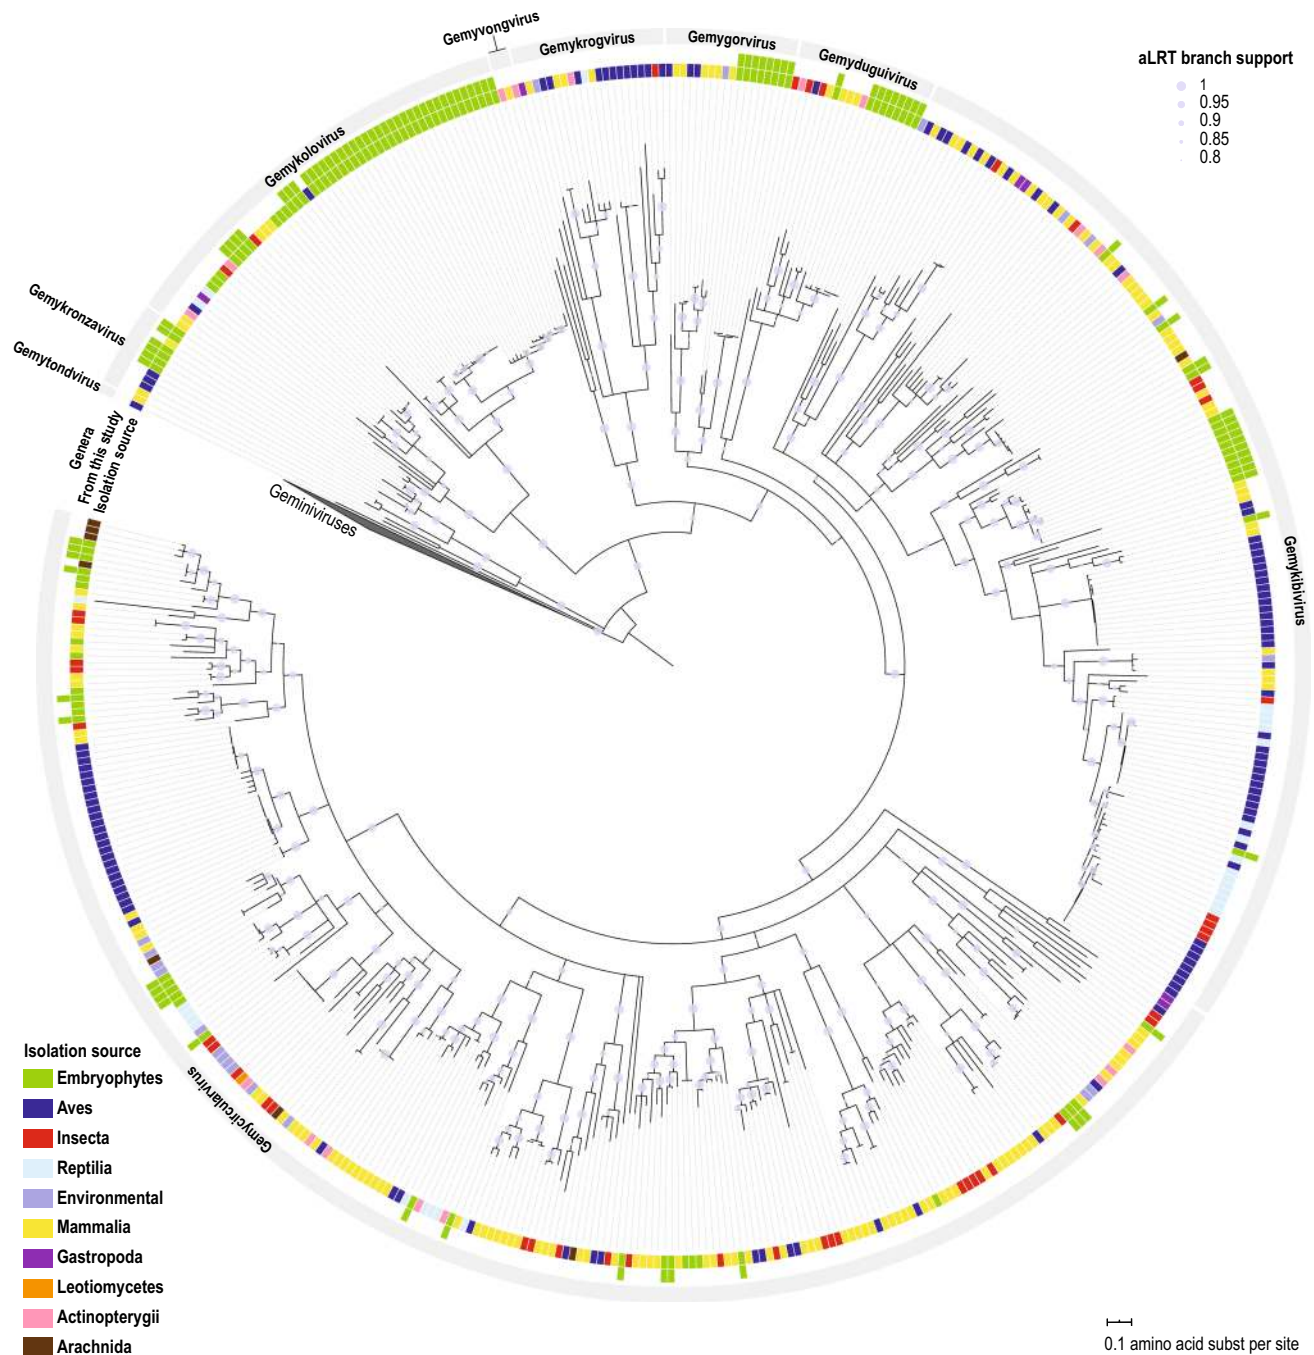 Gemyvongvirus
Gemykrogvirus
Gemygorvirus
Gemyduguivirus
aLRT branch support
1
0.95
0.9
0.85
0.8
Gemykolovirus
Gemykronzavirus
Gemytondvirus
Genera
From this study
Isolation source
Geminiviruses
Gemykibivirus
Gemycircularvirus
Isolation source
Embryophytes
Aves
Insecta
Reptilia
Environmental
Mammalia
Gastropoda
Leotiomycetes
Actinopterygii
Arachnida
0.1 amino acid subst per site